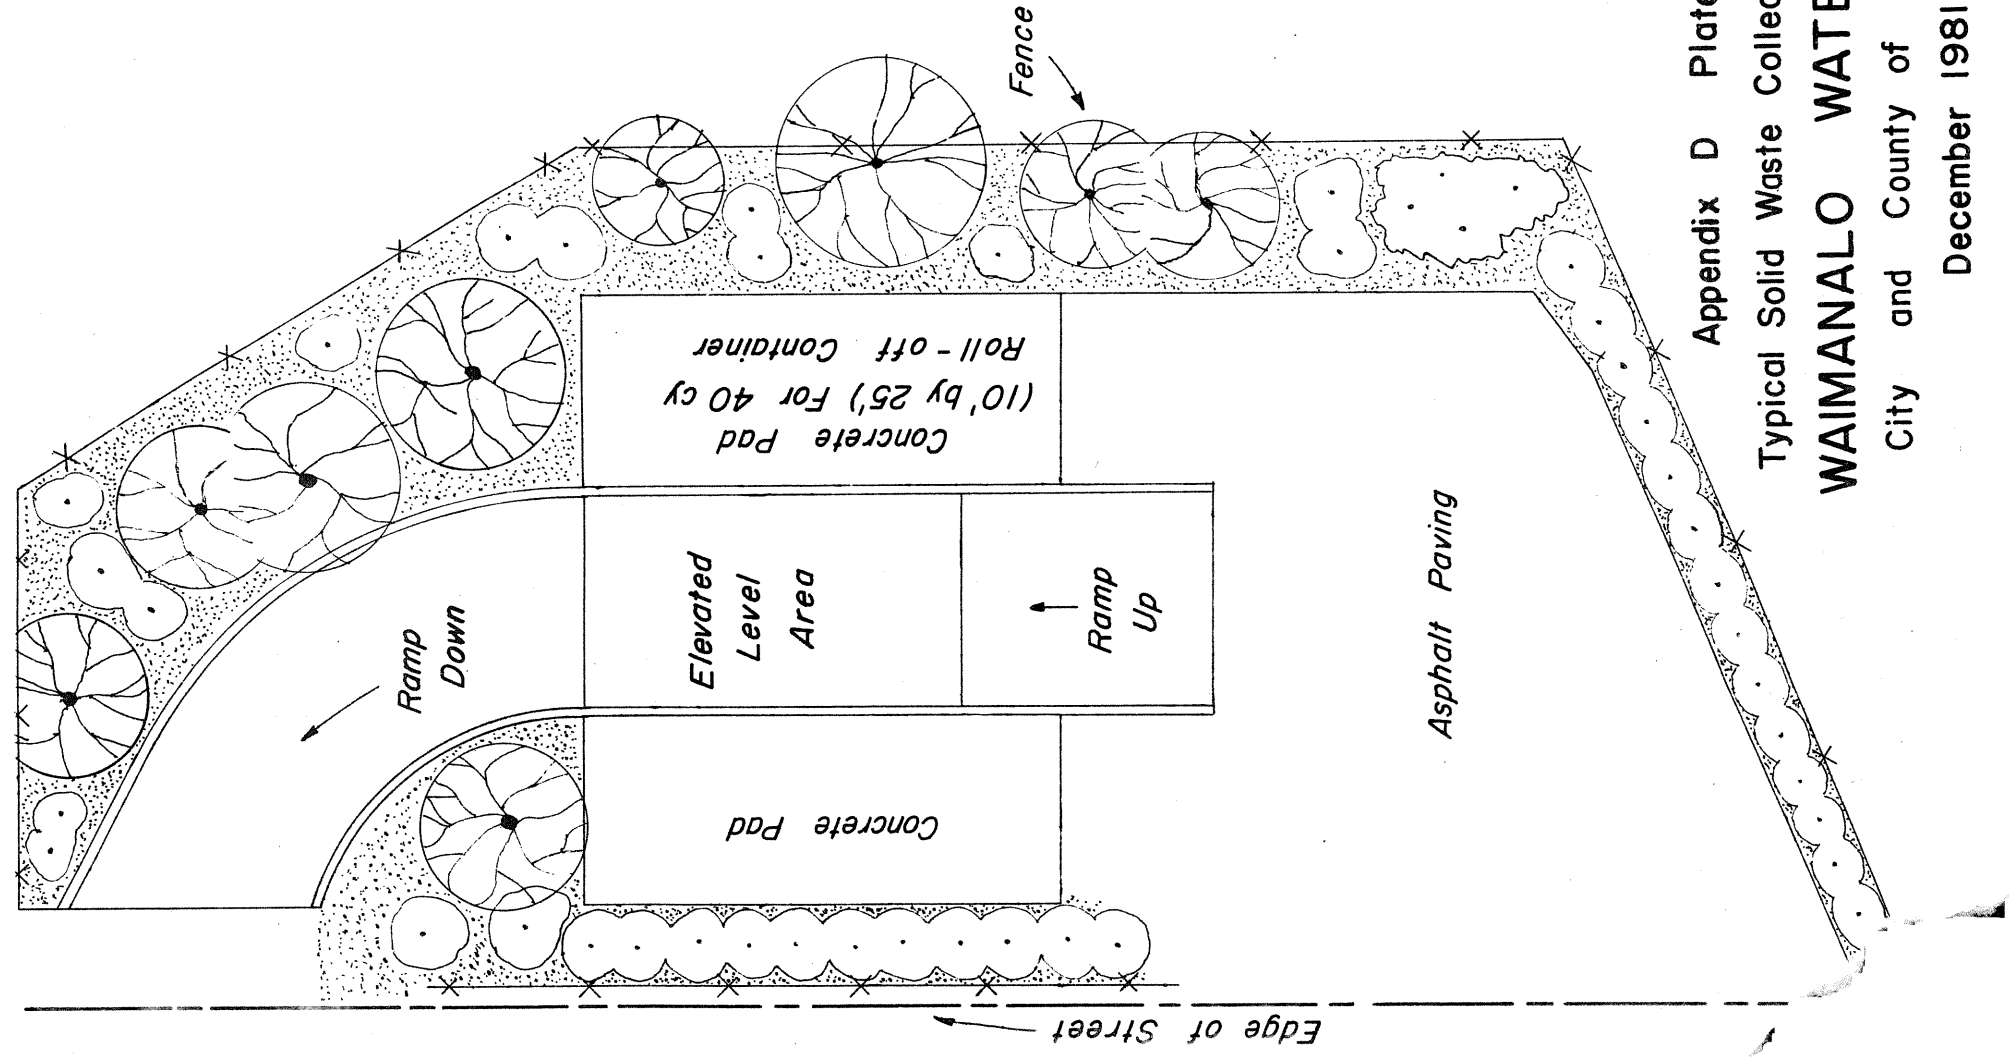 Fence
Concrete Pad
(10' by 25') For 40 cy
Roll-off Container
Ramp
Down
Elevated
Level
Area
Ramp
Up
Asphalt Paving
Concrete Pad
Edge of Street
Appendix D Plate
Typical Solid Waste Collec
WAIMANALO WATE
City and County of
December 1981